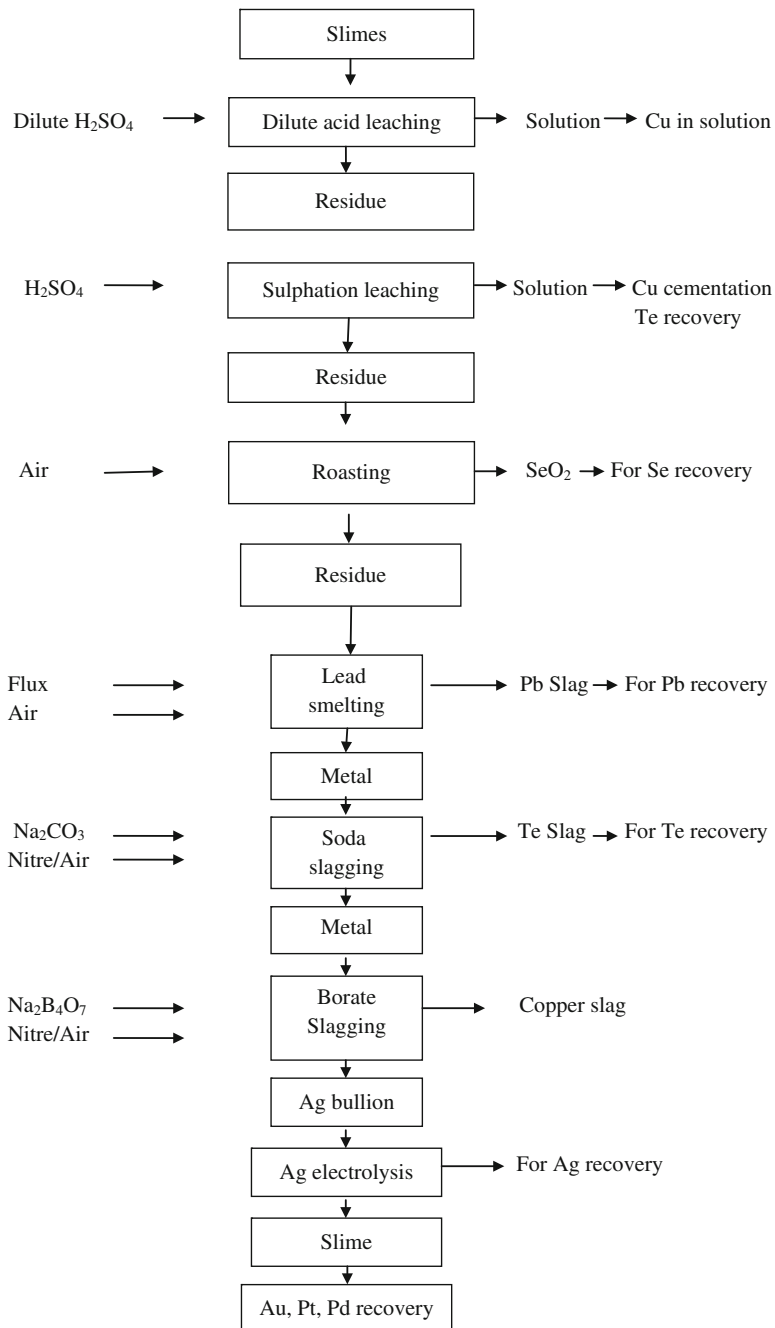 Slimes
Dilute H₂SO₄
Dilute acid leaching
Solution
Cu in solution
Residue
H₂SO₄
Sulphation leaching
Solution
Cu cementation
Te recovery
Residue
Air
Roasting
SeO₂
For Se recovery
Residue
Flux
Air
Lead
smelting
Pb Slag
For Pb recovery
Metal
Na₂CO₃
Nitre/Air
Soda
slagging
Te Slag
For Te recovery
Metal
Na₂B₄O₇
Nitre/Air
Borate
Slagging
Copper slag
Ag bullion
Ag electrolysis
For Ag recovery
Slime
Au, Pt, Pd recovery